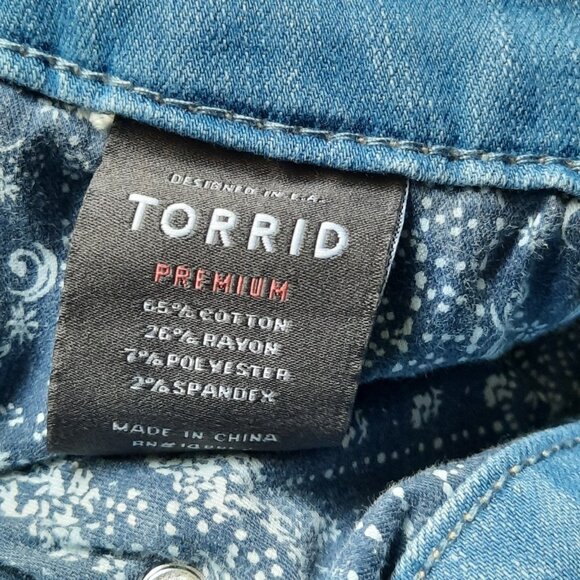 DESIGNED IN L.A.
TORRID
PREMIUM
65% COTTON
26% RAYON
7% POLYESTER
2% SPANDEX
MADE IN CHINA